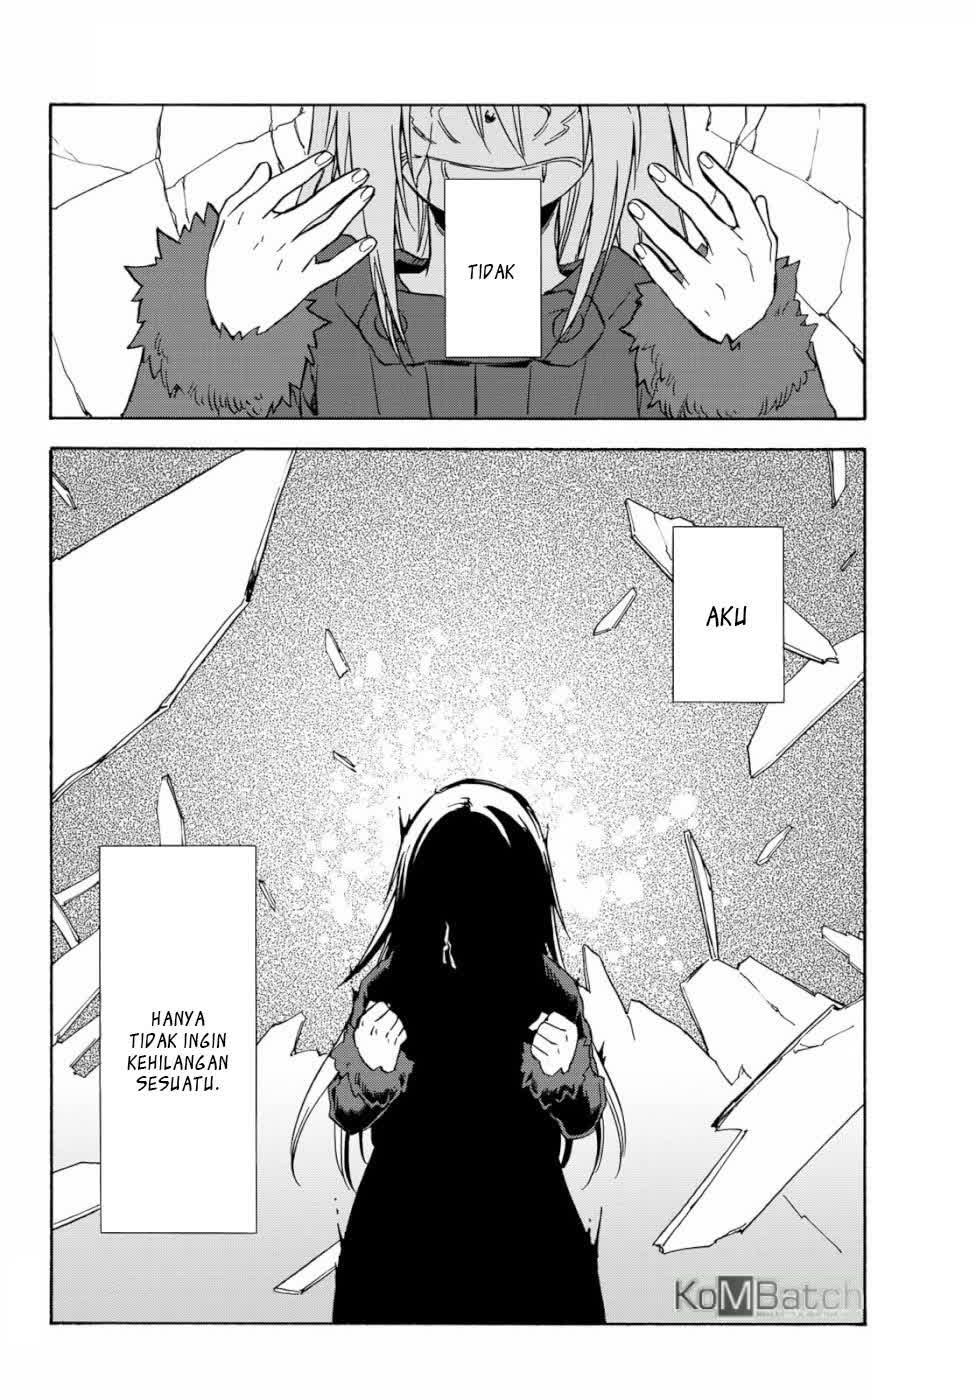 TIDAK
AKU
HANYA
TIDAK INGIN
KEHILANGAN
SESUATU.
KoMBatch